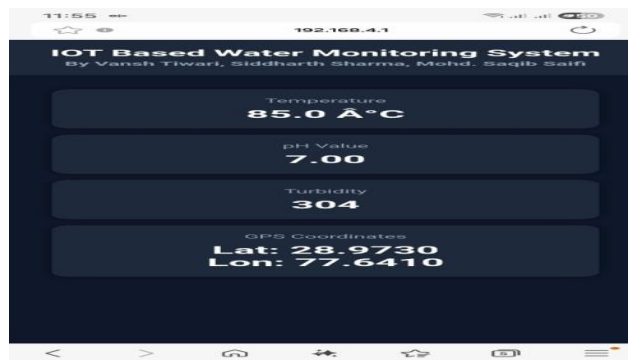 11:55
192.168.4.1
IOT Based Water Monitoring System
By Vansh Tiwari, Siddharth Sharma, Mohd. Saqib Saifi
Temperature
85.0 Â°C
pH Value
7.00
Turbidity
304
GPS Coordinates
Lat: 28.9730
Lon: 77.6410